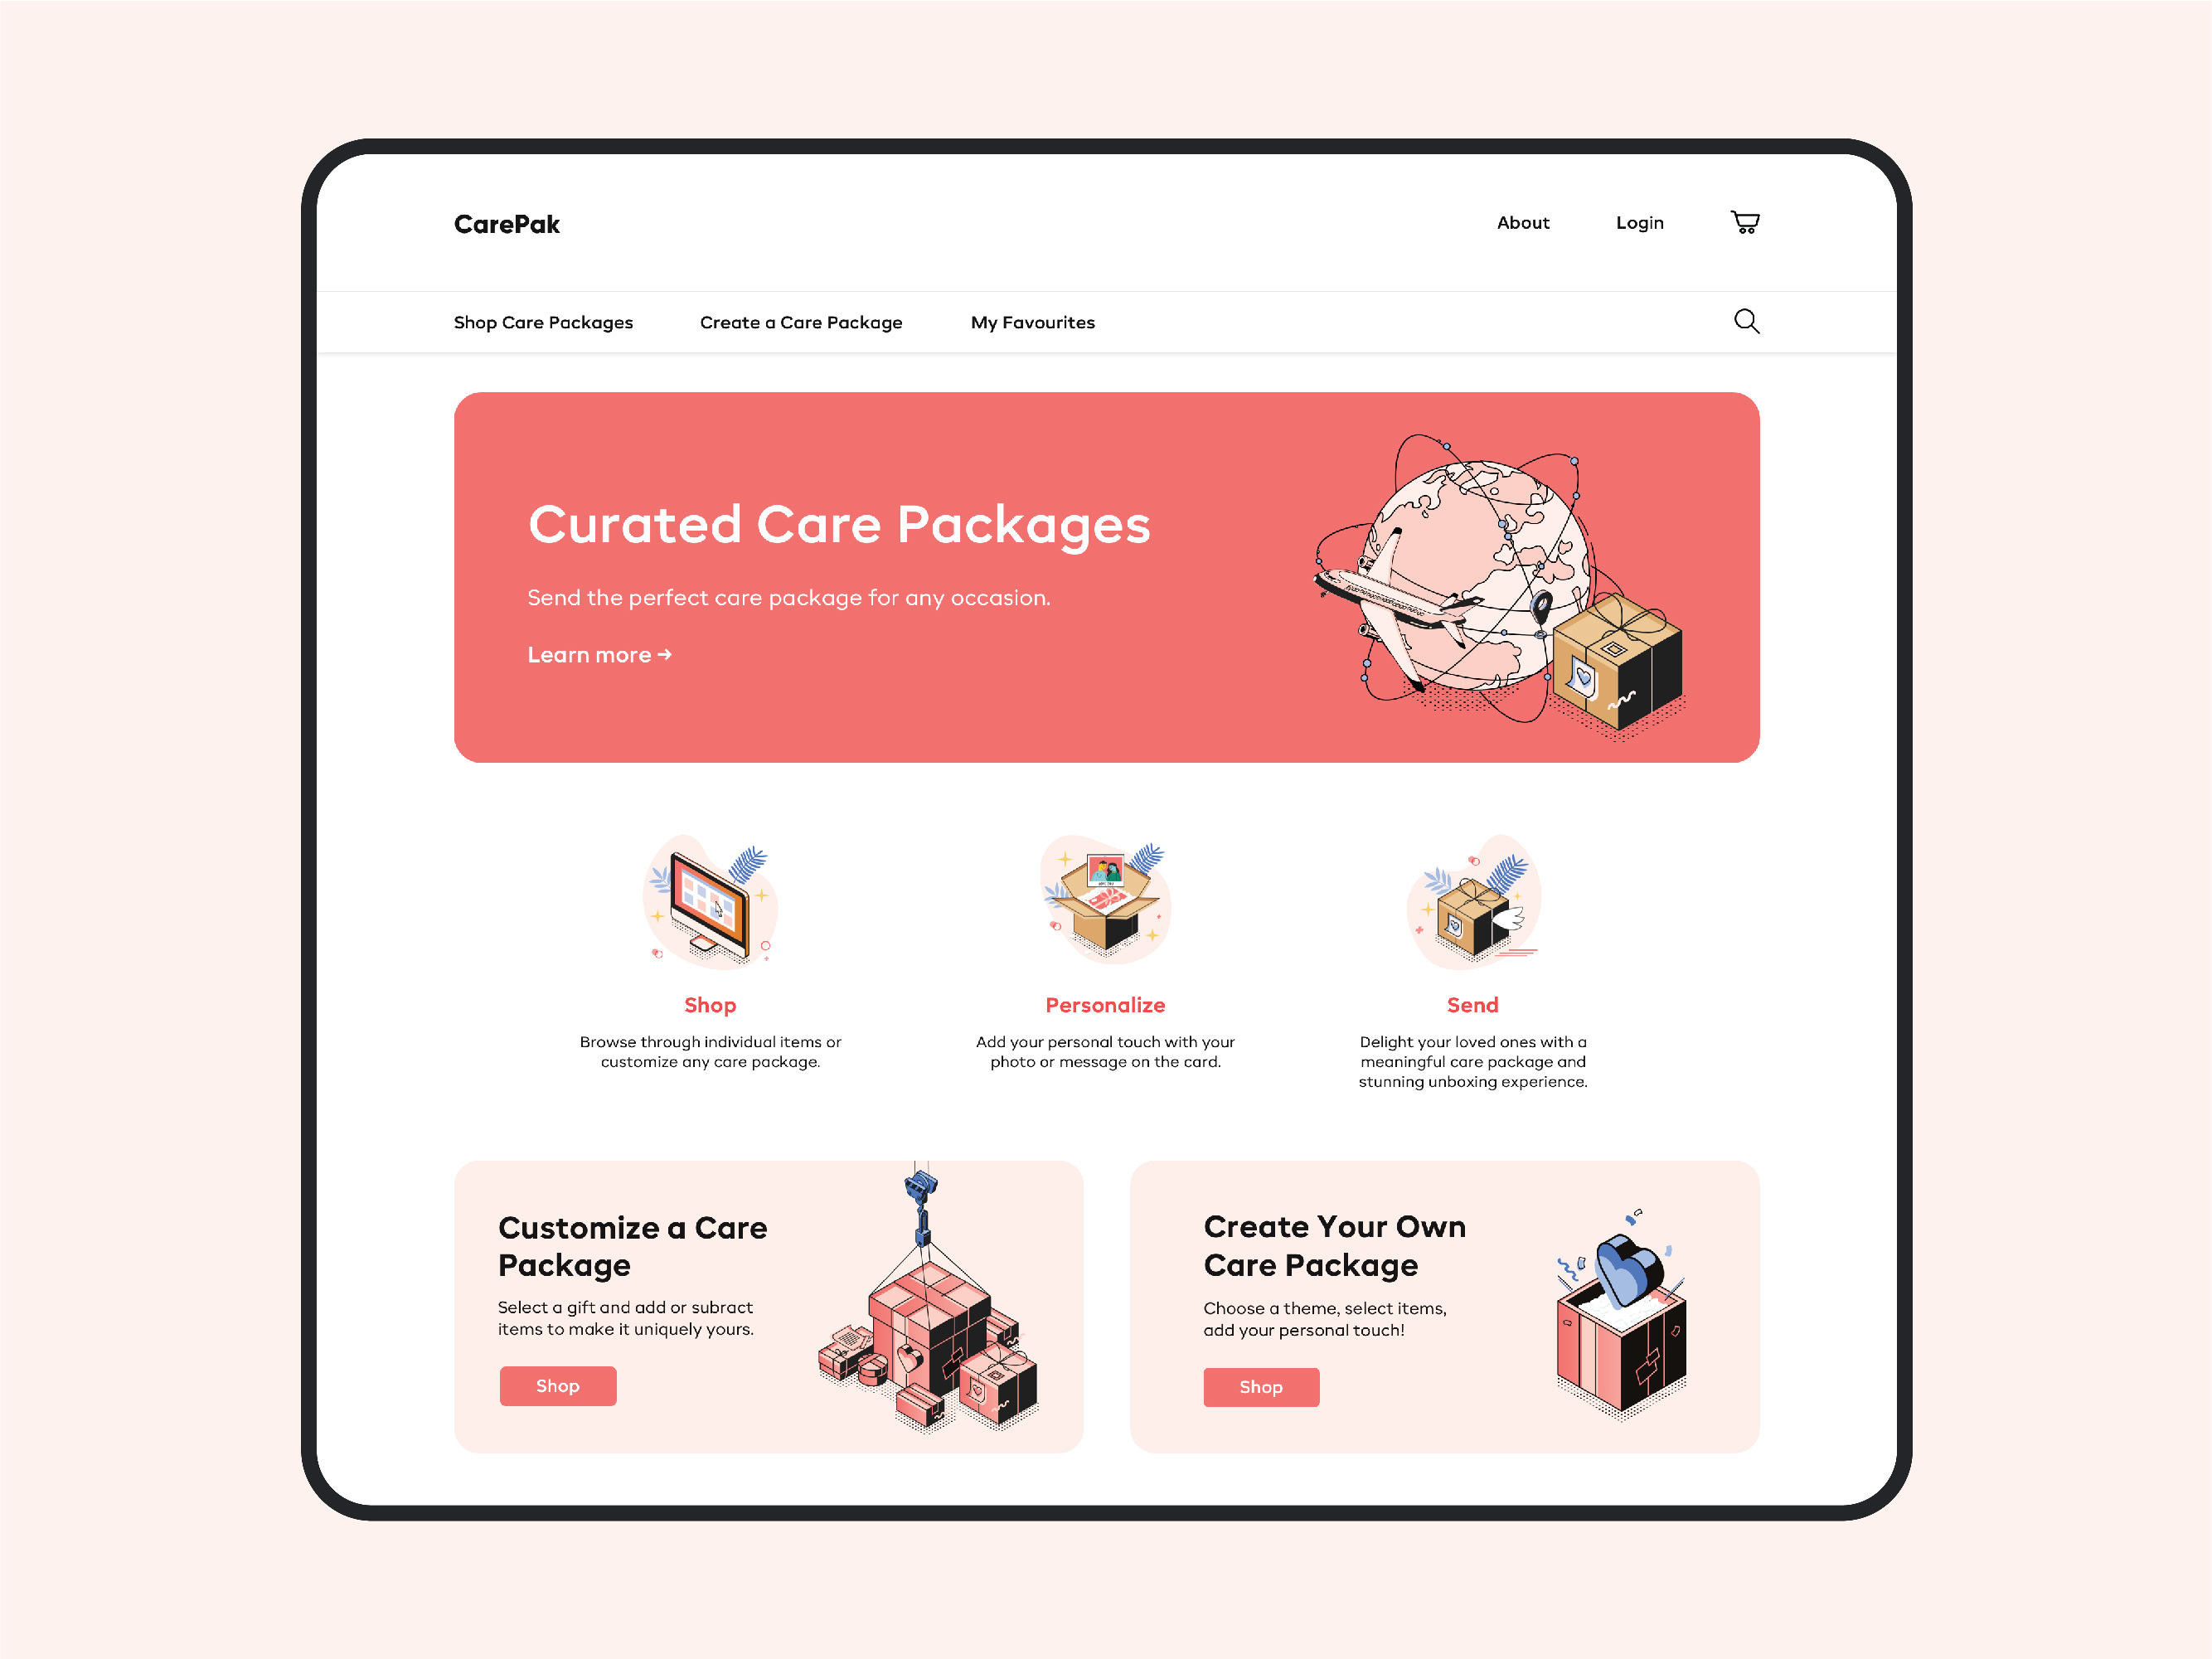 CarePak
About
Login
Shop Care Packages
Create a Care Package
My Favourites
Curated Care Packages
Send the perfect care package for any occasion.
Learn more →
Shop
Browse through individual items or
customize any care package.
Personalize
Add your personal touch with your
photo or message on the card.
Send
Delight your loved ones with a
meaningful care package and
stunning unboxing experience.
Customize a Care
Package
Select a gift and add or subract
items to make it uniquely yours.
Shop
Create Your Own
Care Package
Choose a theme, select items,
add your personal touch!
Shop